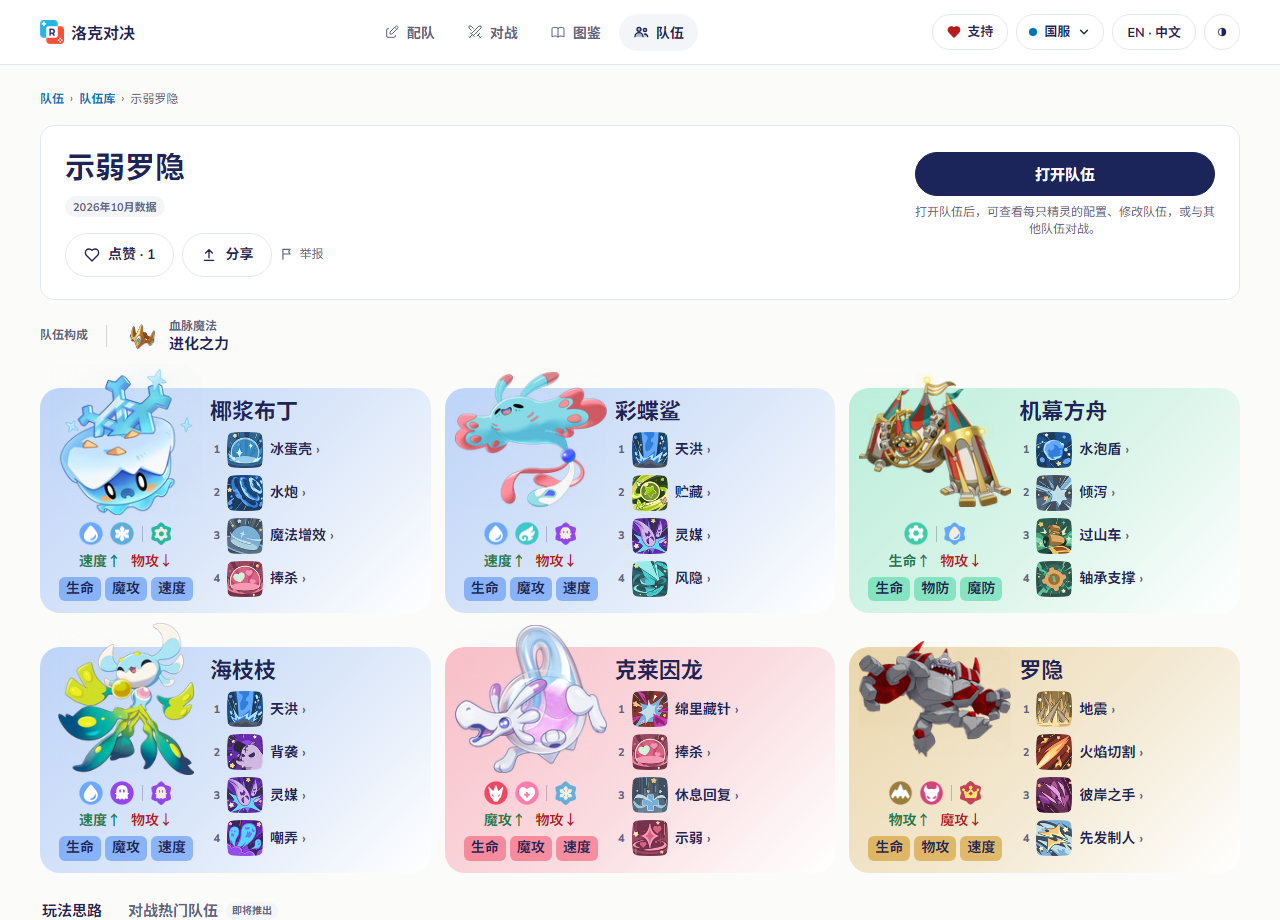 洛克对决
配队
对战
图鉴
队伍
支持
国服
EN · 中文
队伍 › 队伍库 › 示弱罗隐
示弱罗隐
2026年10月数据
点赞 · 1
分享
举报
打开队伍
打开队伍后，可查看每只精灵的配置、修改队伍，或与其
他队伍对战。
队伍构成
血脉魔法
进化之力
椰浆布丁
1 冰蛋壳 ›
2 水炮 ›
3 魔法增效 ›
4 捧杀 ›
速度↑ 物攻↓
生命 魔攻 速度
彩蝶鲨
1 天洪 ›
2 贮藏 ›
3 灵媒 ›
4 风隐 ›
速度↑ 物攻↓
生命 魔攻 速度
机幕方舟
1 水泡盾 ›
2 倾泻 ›
3 过山车 ›
4 轴承支撑 ›
生命↑ 物攻↓
生命 物防 魔防
海枝枝
1 天洪 ›
2 背袭 ›
3 灵媒 ›
4 嘲弄 ›
速度↑ 物攻↓
生命 魔攻 速度
克莱因龙
1 绵里藏针 ›
2 捧杀 ›
3 休息回复 ›
4 示弱 ›
魔攻↑ 物攻↓
生命 魔攻 速度
罗隐
1 地震 ›
2 火焰切割 ›
3 彼岸之手 ›
4 先发制人 ›
物攻↑ 魔攻↓
生命 物攻 速度
玩法思路
对战热门队伍 即将推出